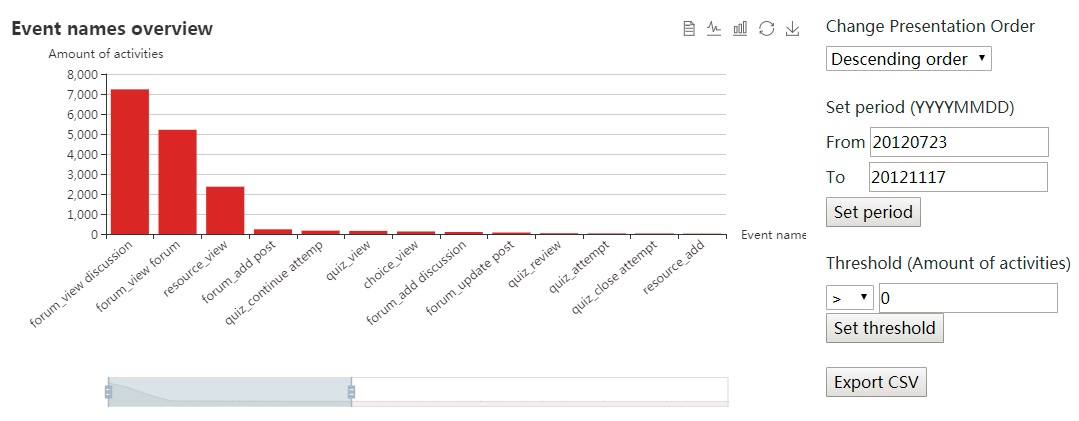 Event names overview
Amount of activities
8,000
7,000
6,000
5,000
4,000
3,000
2,000
1,000
0
forum_view discussion
forum_view forum
resource_view
forum_add post
quiz_continue attemp
quiz_view
choice_view
forum_add discussion
forum_update post
quiz_review
quiz_attempt
quiz_close attempt
resource_add
Event name
Change Presentation Order
Descending order
Set period (YYYYMMDD)
From 20120723
To 20121117
Set period
Threshold (Amount of activities)
> 0
Set threshold
Export CSV